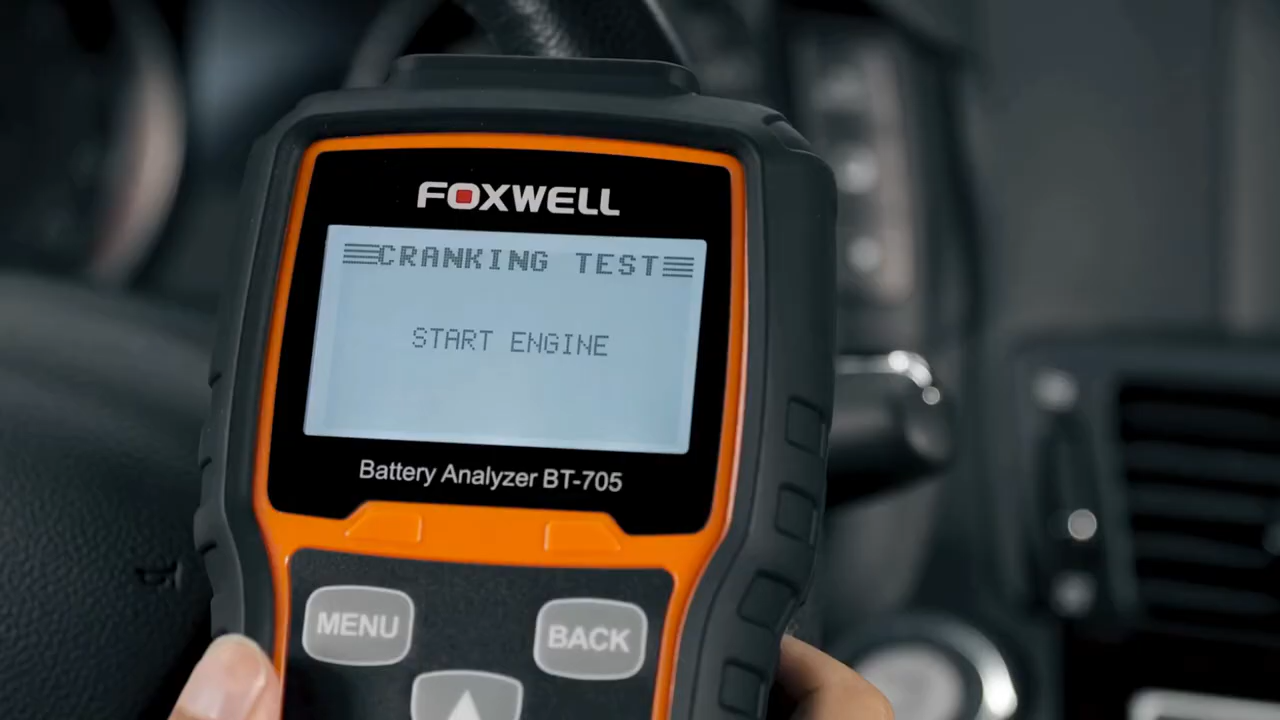 FOXWELL
CRANKING TEST
START ENGINE
Battery Analyzer BT-705
MENU
BACK